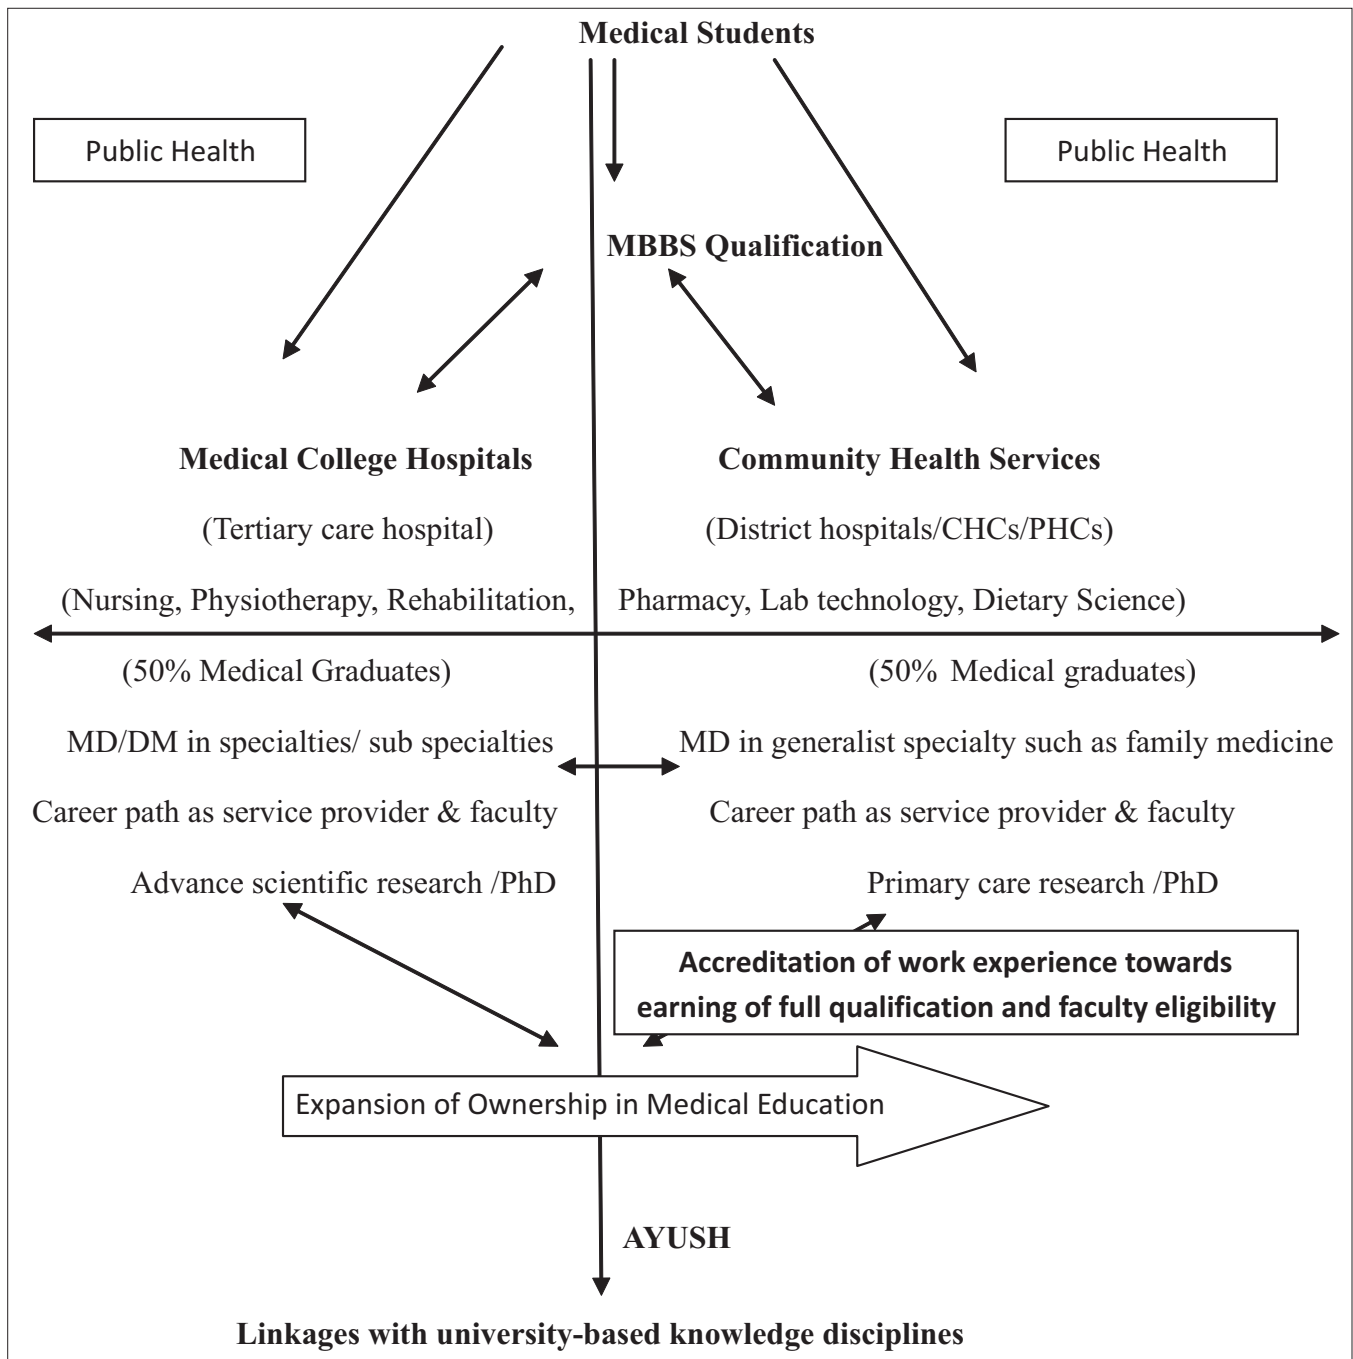 Medical Students
Public Health
Public Health
MBBS Qualification
Medical College Hospitals
Community Health Services
(Tertiary care hospital)
(District hospitals/CHCs/PHCs)
(Nursing, Physiotherapy, Rehabilitation, Pharmacy, Lab technology, Dietary Science)
(50% Medical Graduates)
(50% Medical graduates)
MD/DM in specialties/ sub specialties
MD in generalist specialty such as family medicine
Career path as service provider & faculty
Career path as service provider & faculty
Advance scientific research /PhD
Primary care research /PhD
Accreditation of work experience towards
earning of full qualification and faculty eligibility
Expansion of Ownership in Medical Education
AYUSH
Linkages with university-based knowledge disciplines